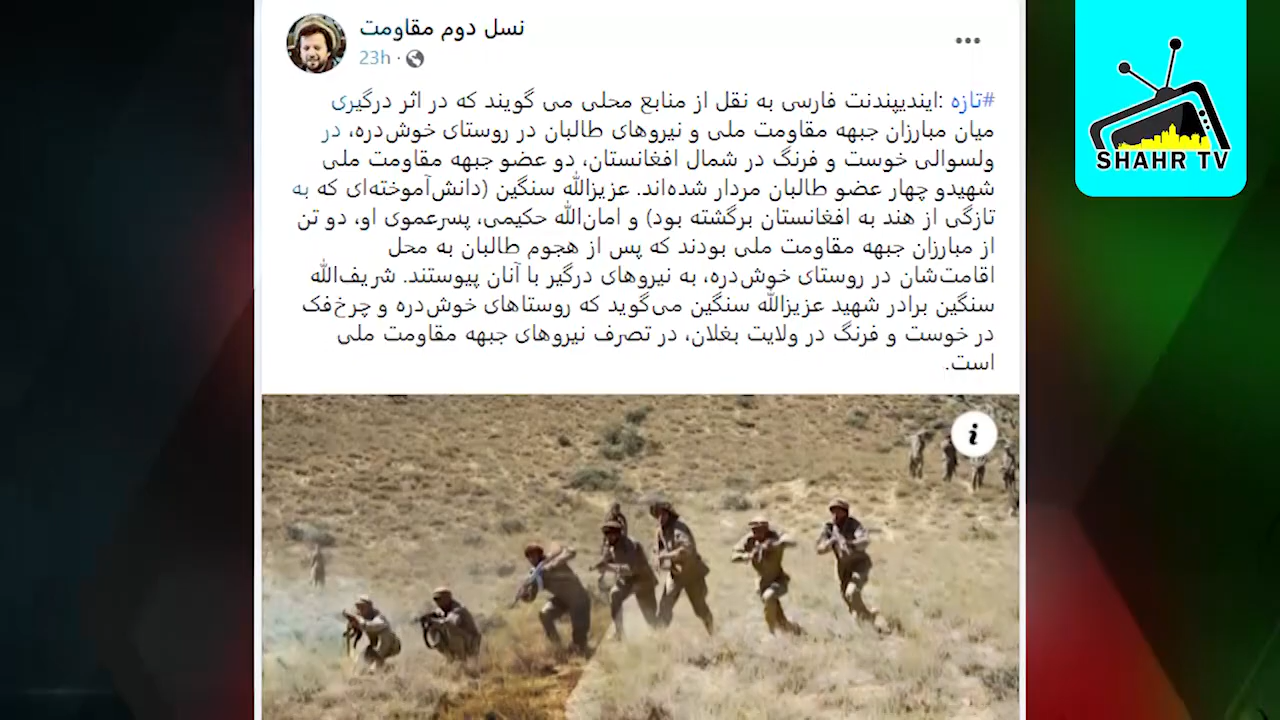 نسل دوم مقاومت
23h ·
#تازه :ایندیپندنت فارسی به نقل از منابع محلی می گویند که در اثر درگیری
میان مبارزان جبهه مقاومت ملی و نیروهای طالبان در روستای خوش‌دره، در
ولسوالی خوست و فرنگ در شمال افغانستان، دو عضو جبهه مقاومت ملی
شهیدو چهار عضو طالبان مردار شده‌اند. عزیزالله سنگین (دانش‌آموخته‌ای که به
تازگی از هند به افغانستان برگشته بود) و امان‌الله حکیمی، پسرعموی او، دو تن
از مبارزان جبهه مقاومت ملی بودند که پس از هجوم طالبان به محل
اقامت‌شان در روستای خوش‌دره، به نیروهای درگیر با آنان پیوستند. شریف‌الله
سنگین برادر شهید عزیزالله سنگین می‌گوید که روستاهای خوش‌دره و چرخ‌فک
در خوست و فرنگ در ولایت بغلان، در تصرف نیروهای جبهه مقاومت ملی
است.
SHAHR TV